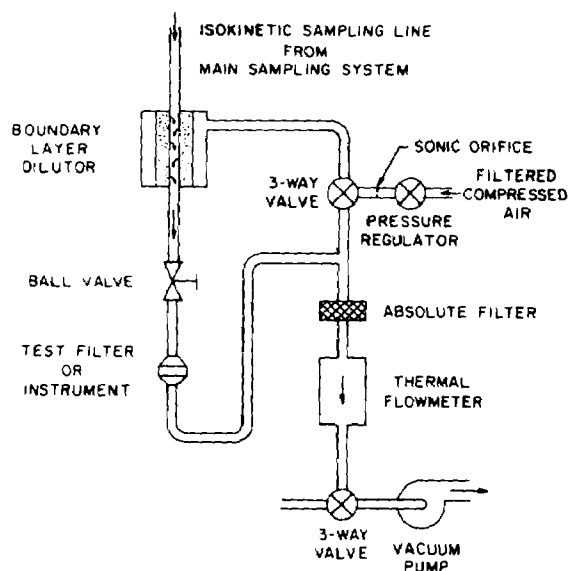 ISOKINETIC SAMPLING LINE
FROM
MAIN SAMPLING SYSTEM
BOUNDARY
LAYER
DILUTOR
SONIC ORIFICE
3-WAY
VALVE
FILTERED
COMPRESSED
AIR
PRESSURE
REGULATOR
BALL VALVE
ABSOLUTE FILTER
TEST FILTER
OR
INSTRUMENT
THERMAL
FLOWMETER
3-WAY
VALVE
VACUUM
PUMP